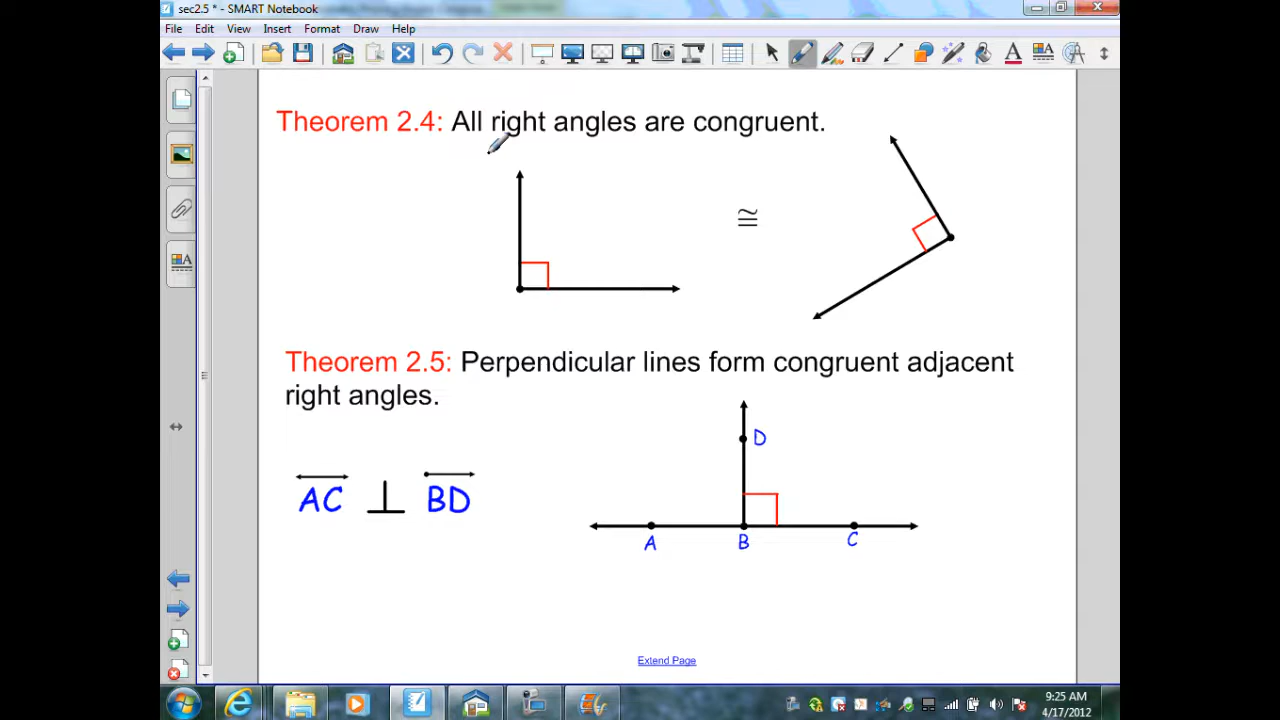 sec2.5 * - SMART Notebook
File Edit View Insert Format Draw Help
Theorem 2.4: All right angles are congruent.
≅
Theorem 2.5: Perpendicular lines form congruent adjacent
right angles.
D
AC ⊥ BD
A B C
Extend Page
9:25 AM
4/17/2012